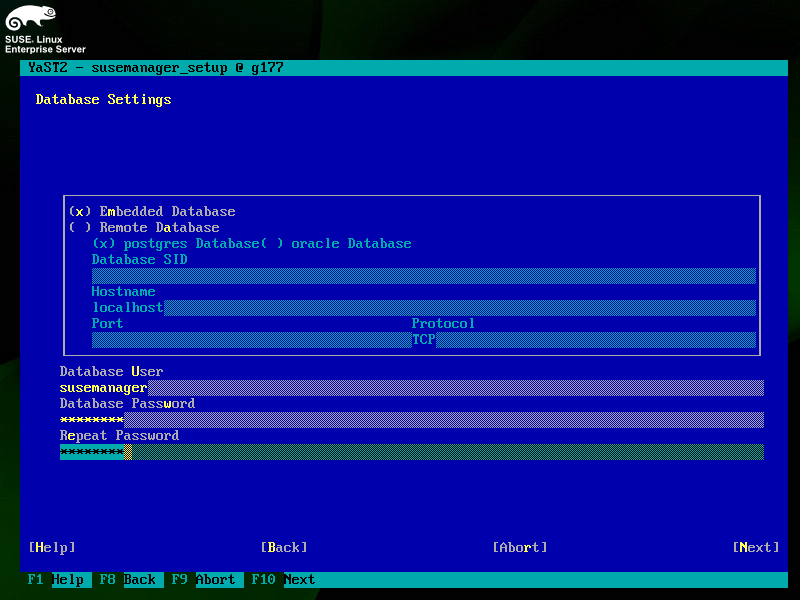 SUSE. Linux
Enterprise Server
YaST2 - susemanager_setup @ g177
Database Settings
(x) Embedded Database
( ) Remote Database
(x) postgres Database( ) oracle Database
Database SID
Hostname
localhost
Port Protocol
TCP
Database User
susemanager
Database Password
********
Repeat Password
********
[Help] [Back] [Abort] [Next]
F1 Help F8 Back F9 Abort F10 Next